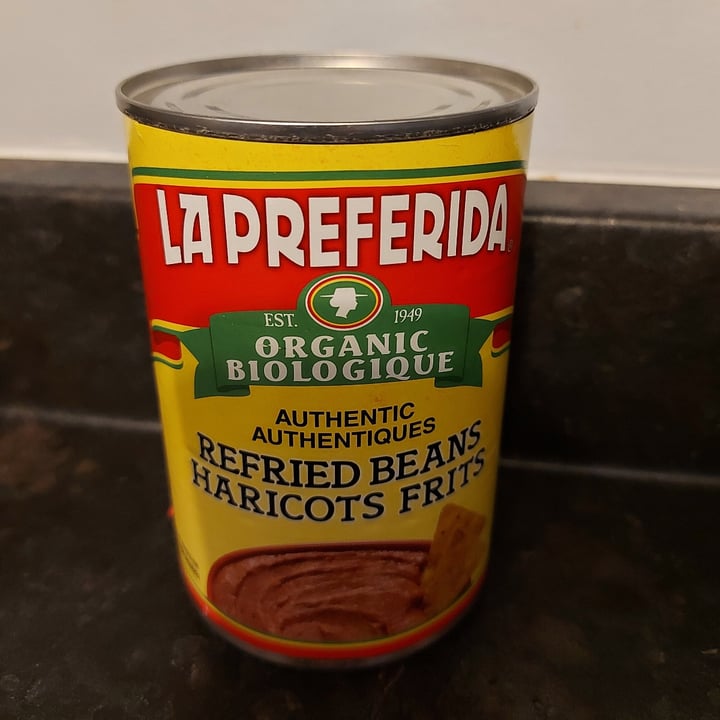 LA PREFERIDA
EST. 1949
ORGANIC
BIOLOGIQUE
AUTHENTIC
AUTHENTIQUES
REFRIED BEANS
HARICOTS FRITS